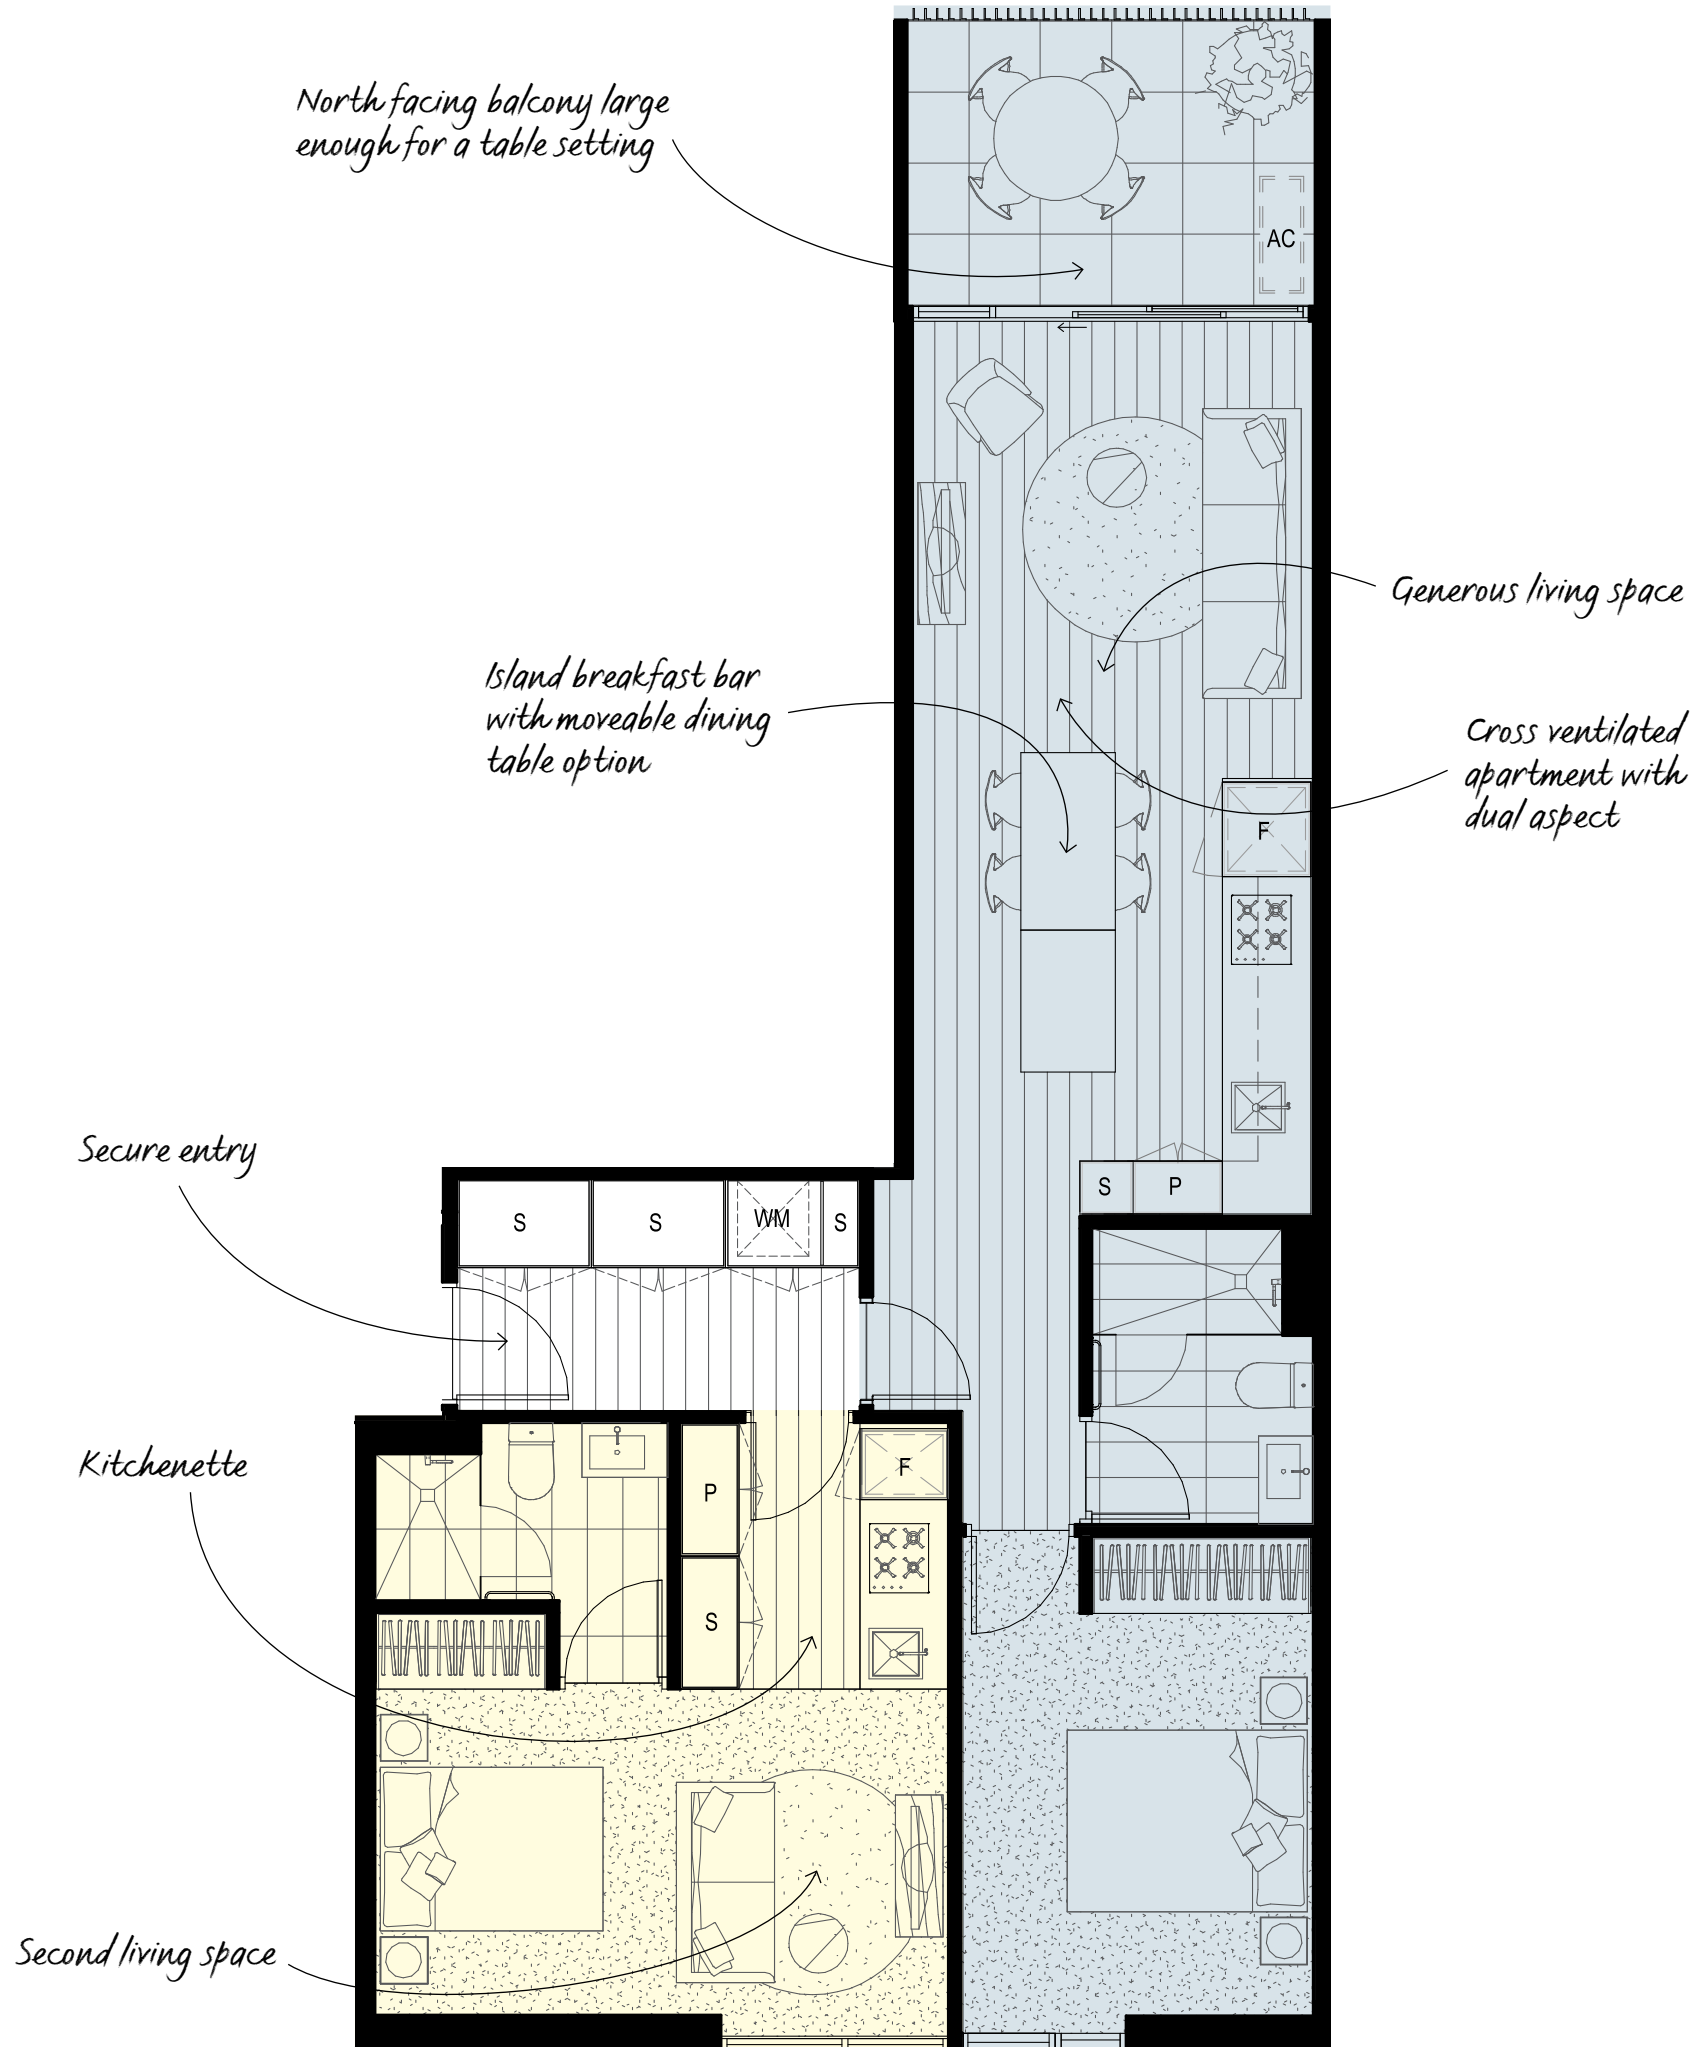 North facing balcony large
enough for a table setting
AC
Generous living space
Island breakfast bar
with moveable dining
table option
Cross ventilated
apartment with
dual aspect
F
Secure entry
S
P
S
S
WM
S
Kitchenette
F
P
S
Second living space